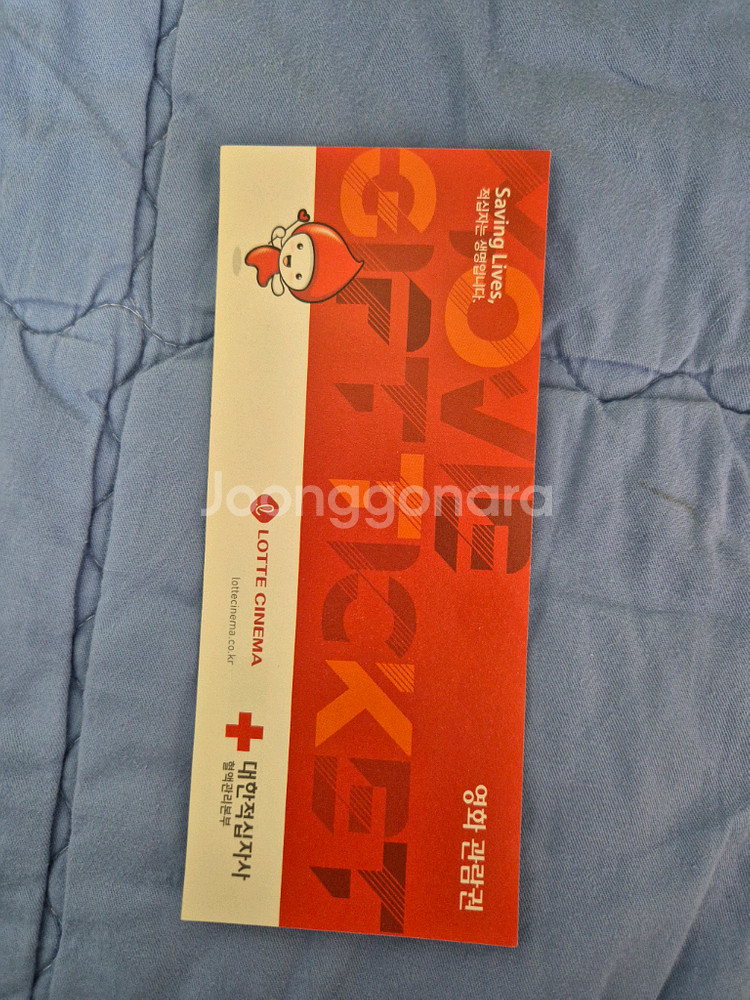 Saving Lives,
적십자는 생명입니다.
MOVIE
GIFT TICKET
영화 관람권
LOTTE CINEMA
lottecinema.co.kr
대한적십자사
혈액관리본부
Joonggonara